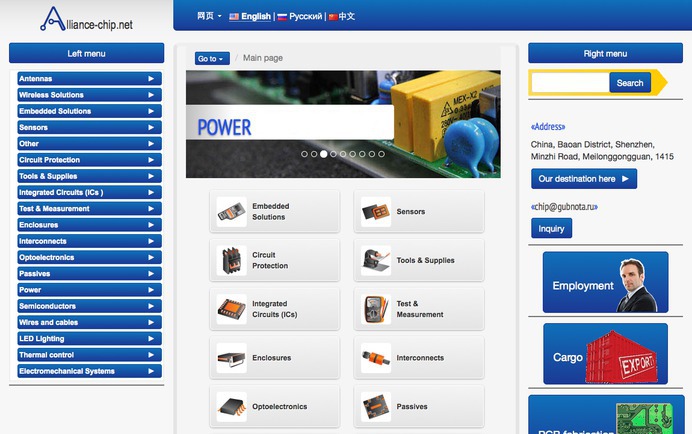 Alliance-chip.net
网页
English | Русский | 中文
Left menu
Antennas
Wireless Solutions
Embedded Solutions
Sensors
Other
Circuit Protection
Tools & Supplies
Integrated Circuits (ICs )
Test & Measurement
Enclosures
Interconnects
Optoelectronics
Passives
Power
Semiconductors
Wires and cables
LED Lighting
Thermal control
Electromechanical Systems
Go to / Main page
POWER
MEX-X2
Embedded
Solutions
Sensors
Circuit
Protection
Tools & Supplies
Integrated
Circuits (ICs)
Test &
Measurement
Enclosures
Interconnects
Optoelectronics
Passives
Right menu
Search
«Address»
China, Baoan District, Shenzhen,
Minzhi Road, Meilonggongguan, 1415
Our destination here
«chip@gubnota.ru»
Inquiry
Employment
Cargo
EXPORT
PCB fabrication